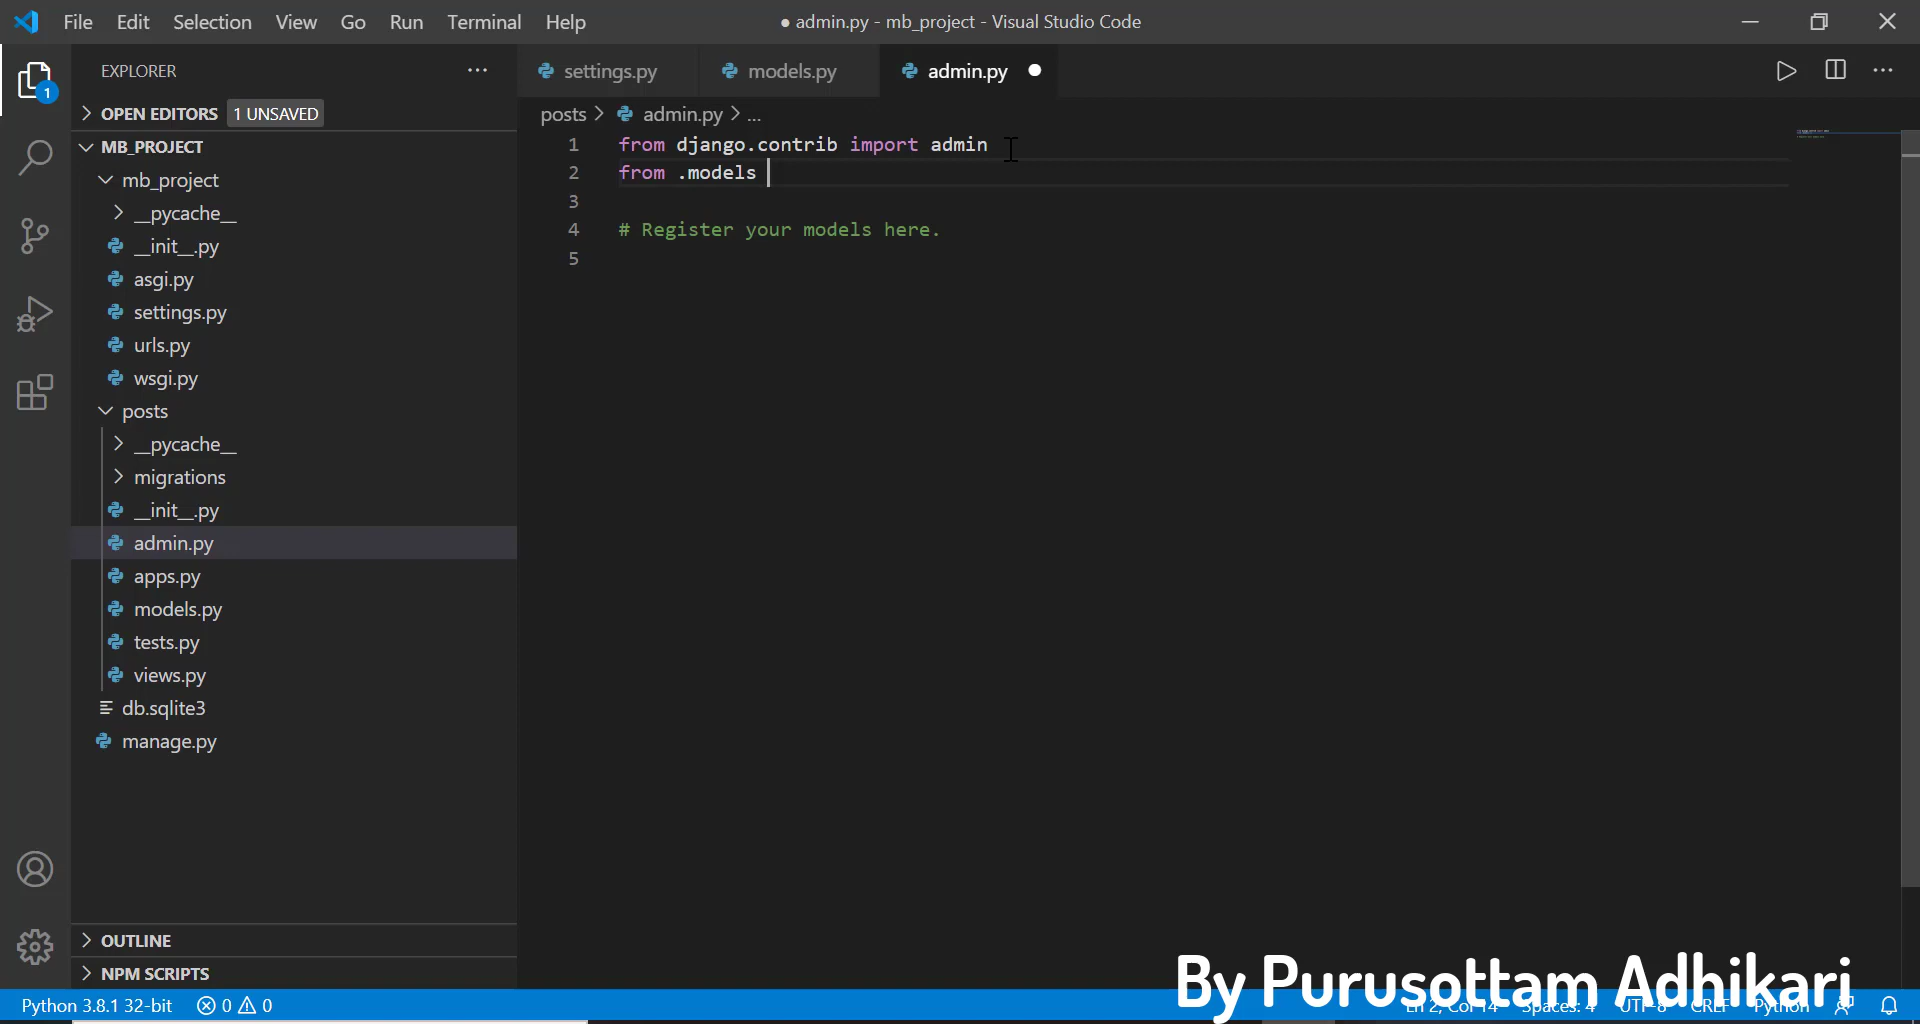 File Edit Selection View Go Run Terminal Help
● admin.py - mb_project - Visual Studio Code
EXPLORER
settings.py
models.py
admin.py
1
OPEN EDITORS 1 UNSAVED
posts > admin.py > ...
MB_PROJECT
1 from django.contrib import admin
2 from .models
3
4 # Register your models here.
5
mb_project
__pycache__
__init__.py
asgi.py
settings.py
urls.py
wsgi.py
posts
__pycache__
migrations
__init__.py
admin.py
apps.py
models.py
tests.py
views.py
db.sqlite3
manage.py
OUTLINE
NPM SCRIPTS
By Purusottam Adhikari
Python 3.8.1 32-bit 0 0 Ln 2, Col 14 Spaces: 4 UTF-8 CRLF Python